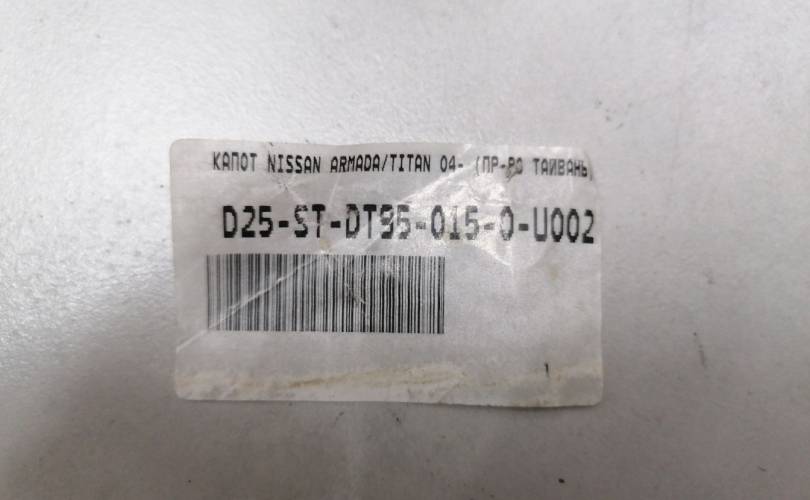 КАПОТ NISSAN ARMADA/TITAN 04- (ПР-ВО ТАЙВАНЬ)
D25-ST-DT95-015-0-U002